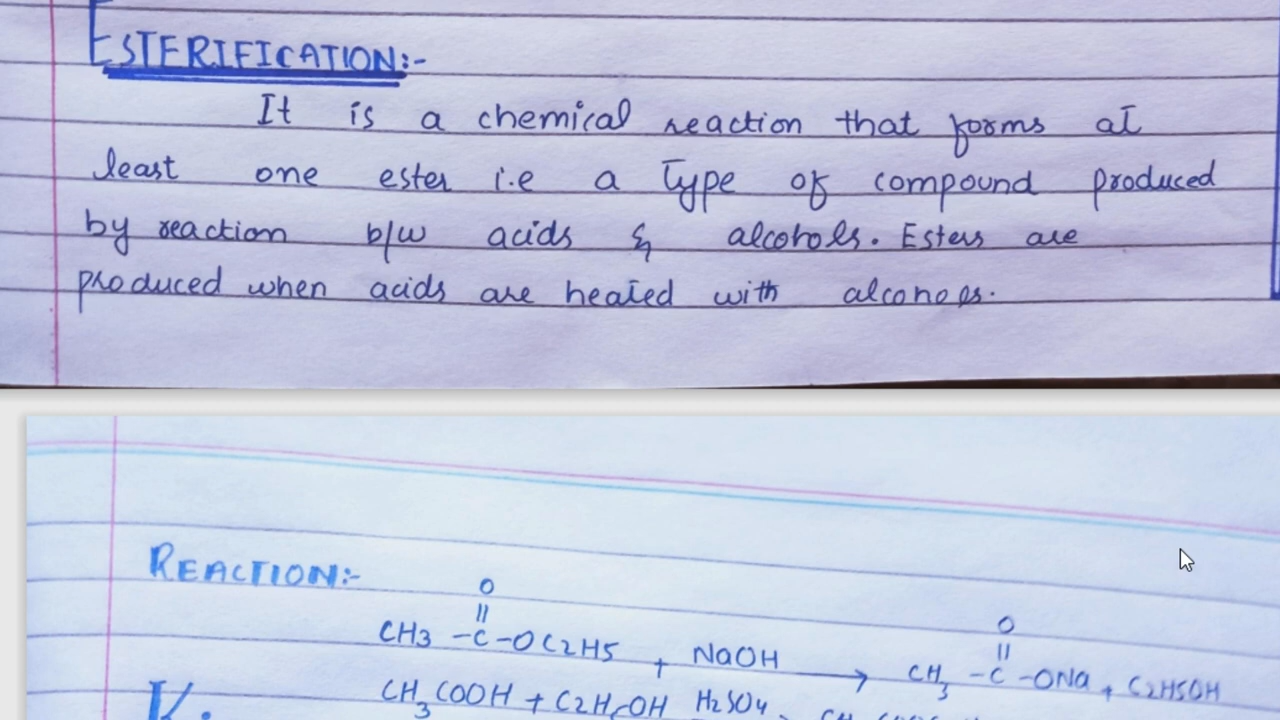 ESTERIFICATION:-
It is a chemical reaction that forms at
least one ester i.e a Type of compound produced
by reaction b/w acids & alcohols. Esters are
produced when acids are heated with alcohols.
REACTION:-
O
||
CH3 -C-OC2H5 + NaOH → CH3 -C-ONa + C2H5OH
O
||
CH3COOH + C2H5OH H2SO4